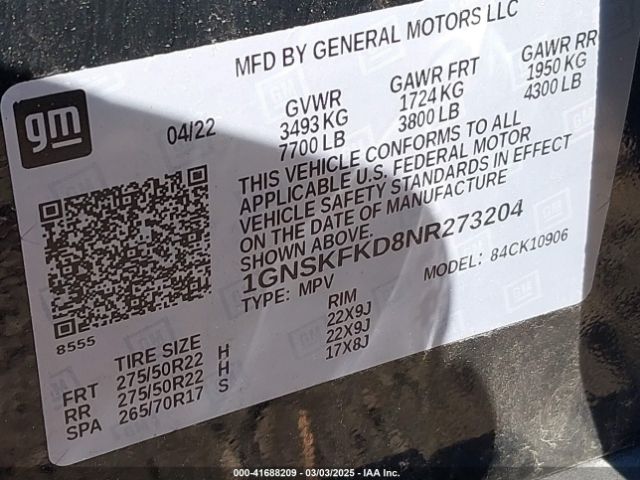 MFD BY GENERAL MOTORS LLC
gm
04/22
GVWR GAWR FRT GAWR RR
3493 KG 1724 KG 1950 KG
7700 LB 3800 LB 4300 LB
THIS VEHICLE CONFORMS TO ALL
APPLICABLE U.S. FEDERAL MOTOR
VEHICLE SAFETY STANDARDS IN EFFECT
ON THE DATE OF MANUFACTURE
SHOWN ABOVE.
1GNSKFKD8NR273204
TYPE: MPV MODEL: 84CK10906
8555
TIRE SIZE RIM
FRT 275/50R22 H 22X9J
RR 275/50R22 H 22X9J
SPA 265/70R17 S 17X8J
000-41688209 - 03/03/2025 - IAA Inc.